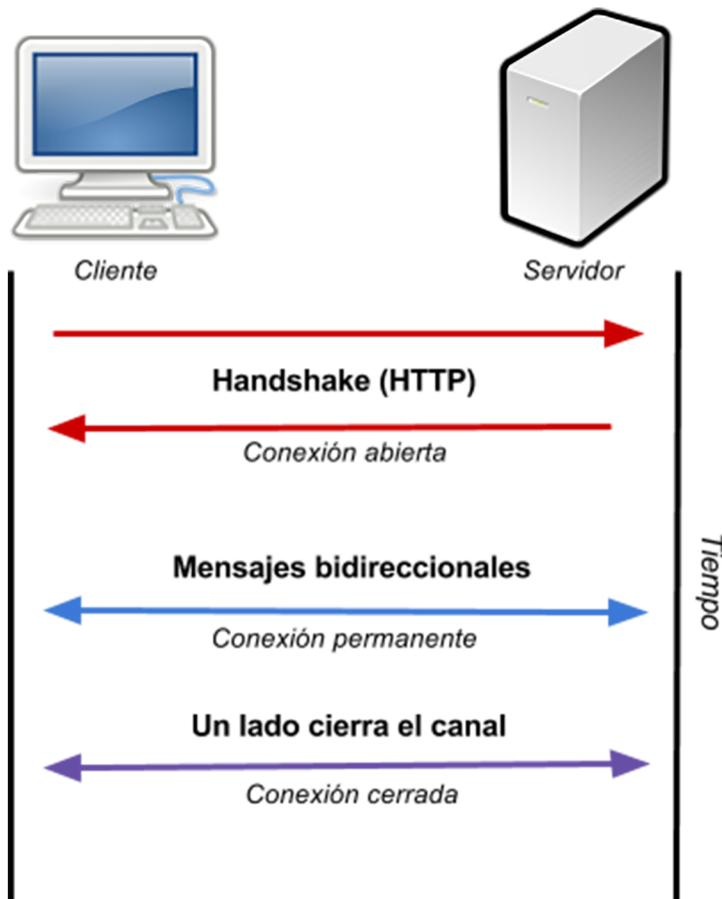 Cliente
Servidor
Handshake (HTTP)
Conexión abierta
Mensajes bidireccionales
Conexión permanente
Tiempo
Un lado cierra el canal
Conexión cerrada